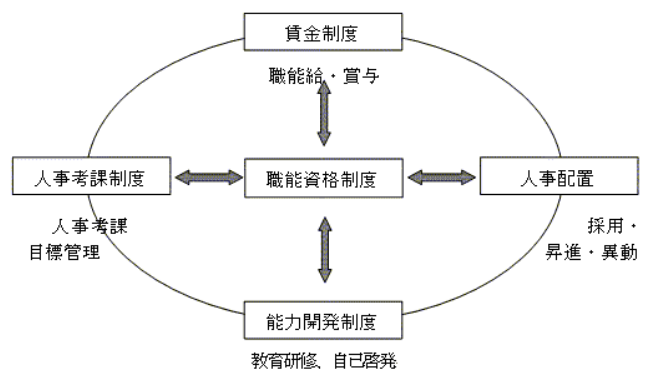 賃金制度
職能給・賞与
人事考課制度
職能資格制度
人事配置
人事考課
目標管理
採用・
昇進・異動
能力開発制度
教育研修、自己啓発